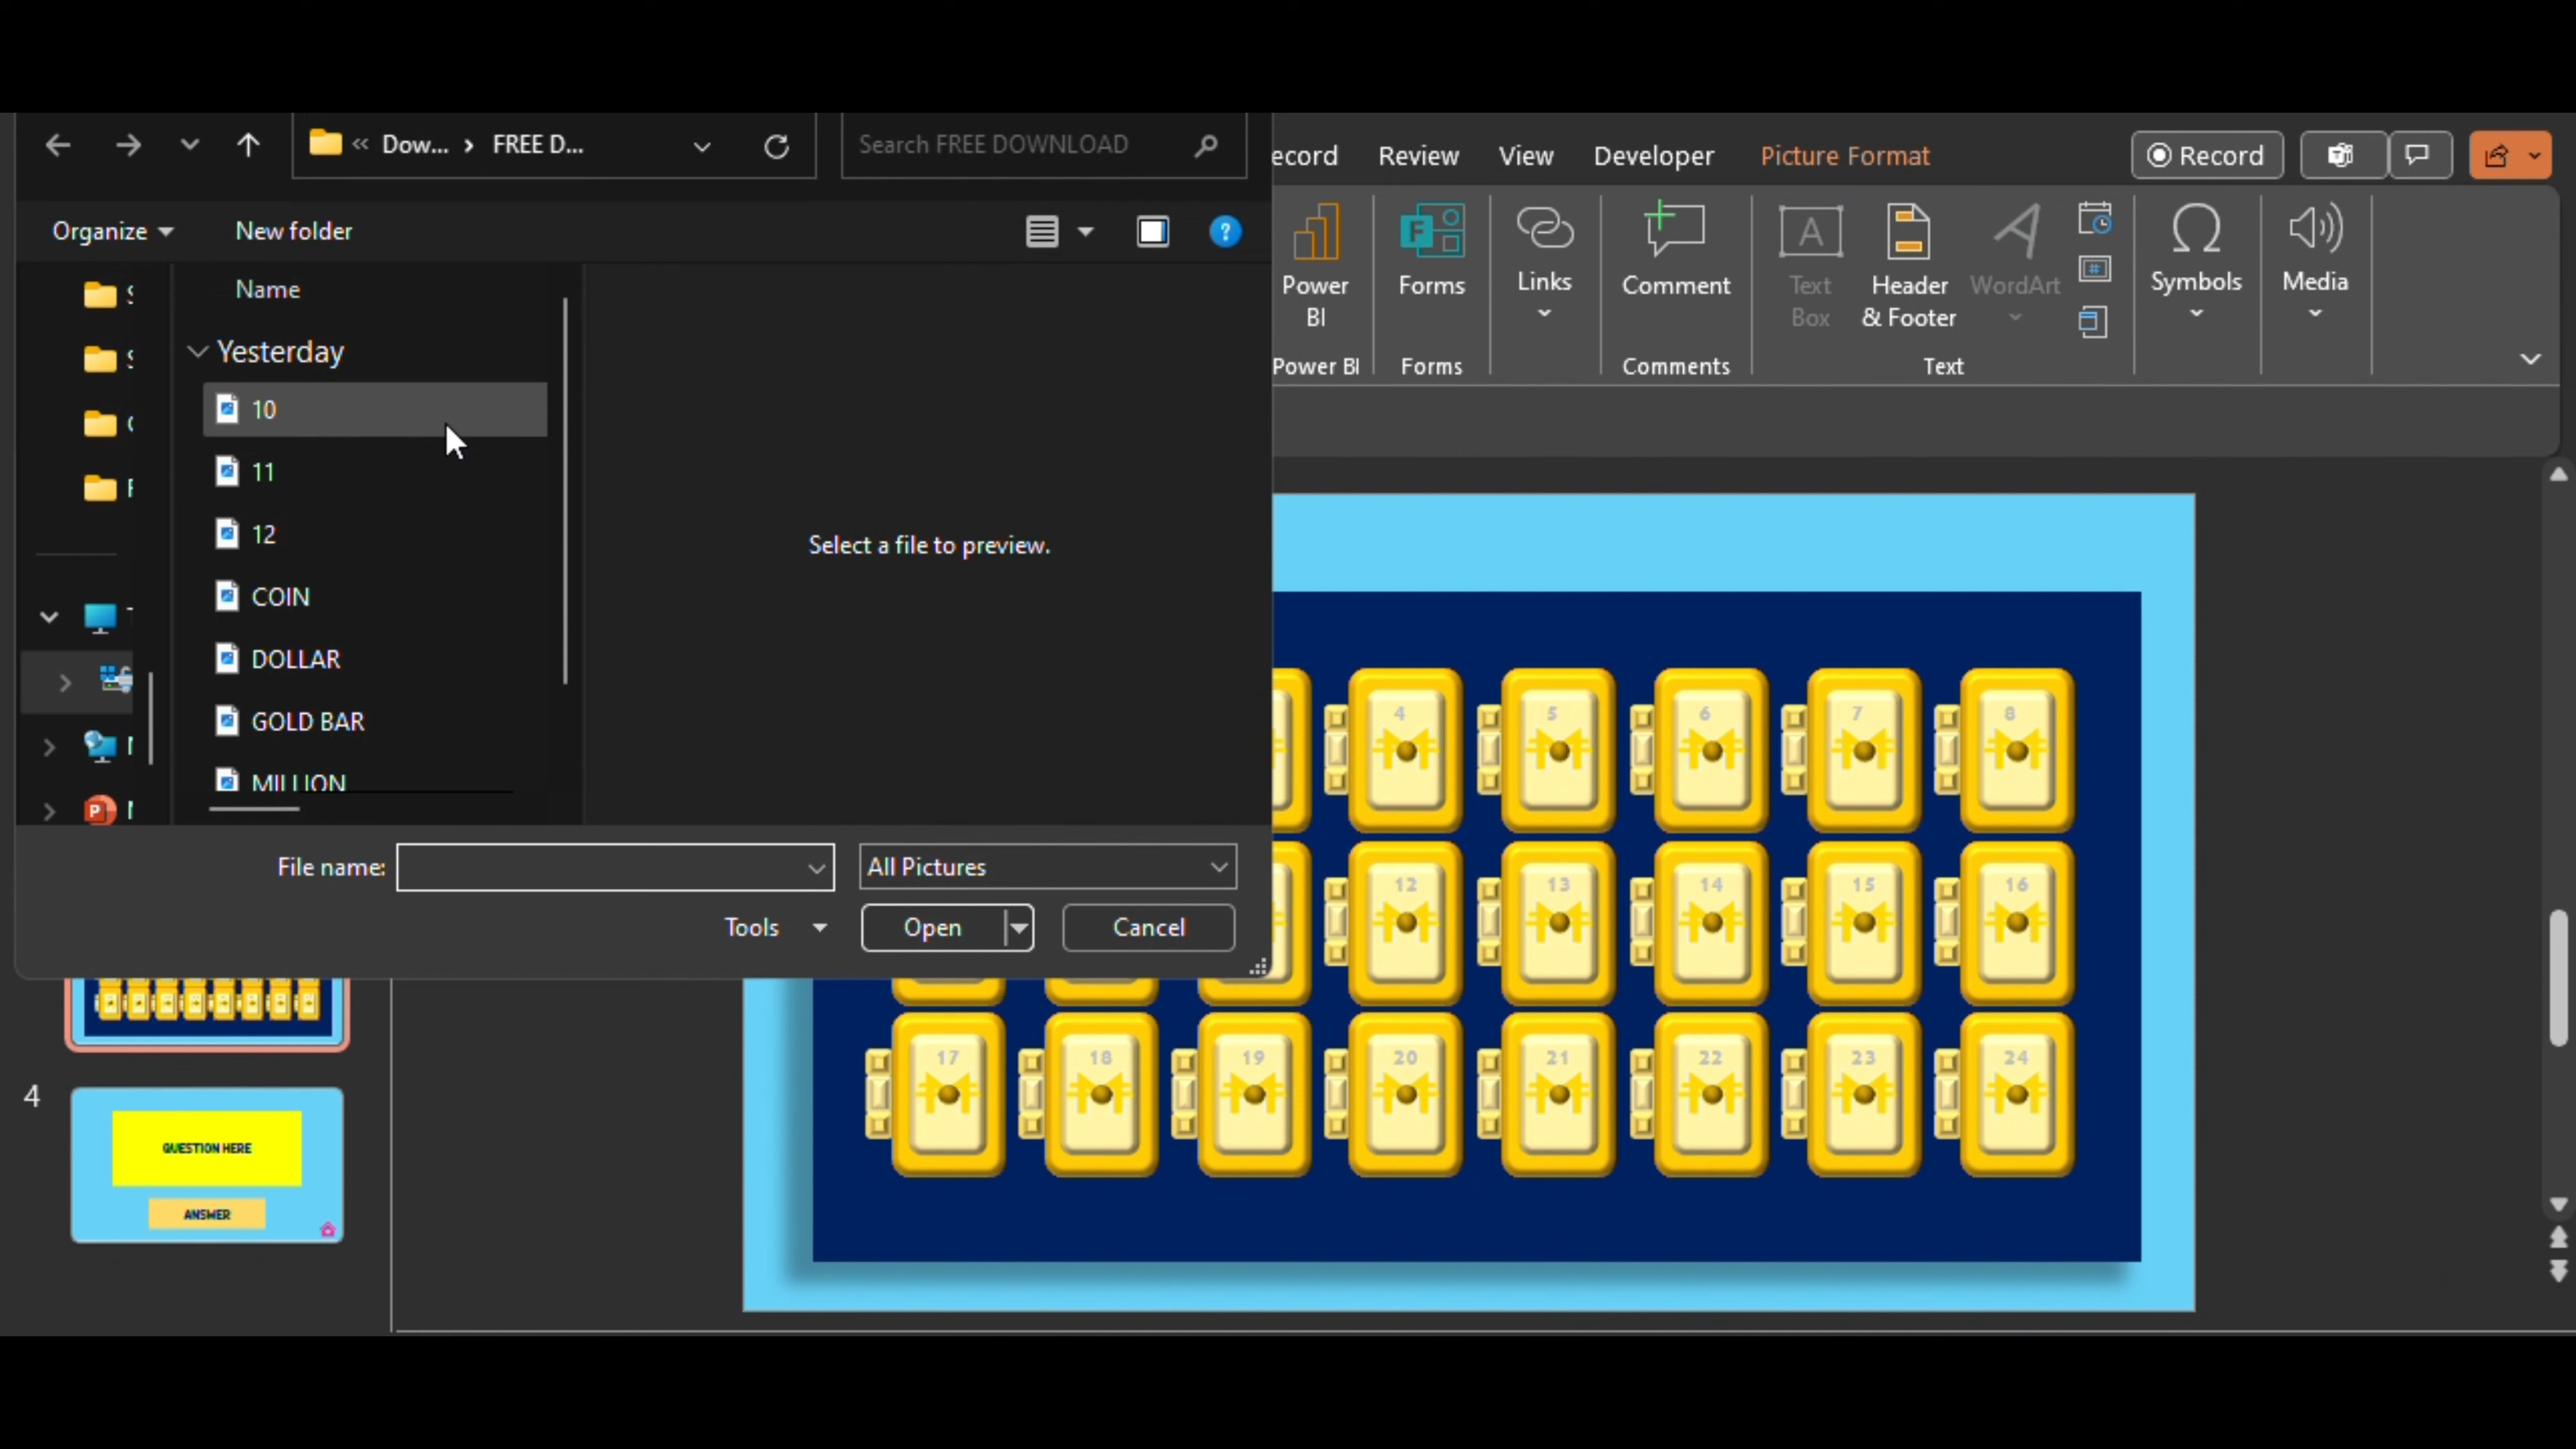 Dow... > FREE D...
Search FREE DOWNLOAD
Organize
New folder
Name
Yesterday
10
11
12
COIN
DOLLAR
GOLD BAR
MILLION
Select a file to preview.
File name:
All Pictures
Tools
Open
Cancel
ecord
Review
View
Developer
Picture Format
Record
Power BI
Forms
Links
Comment
Text Box
Header & Footer
WordArt
Symbols
Media
Power BI
Forms
Comments
Text
4 5 6 7 8
12 13 14 15 16
17 18 19 20 21 22 23 24
4
QUESTION HERE
ANSWER